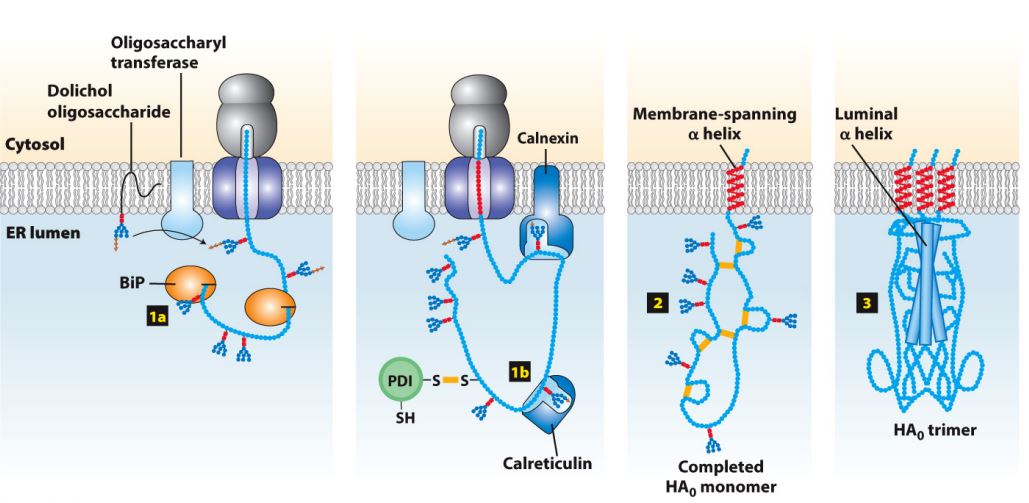 Oligosaccharyl
transferase
Dolichol
oligosaccharide
Cytosol
ER lumen
BiP
1a
Calnexin
PDI
S
S
SH
1b
Calreticulin
Membrane-spanning
α helix
2
Completed
HA₀ monomer
Luminal
α helix
3
HA₀ trimer